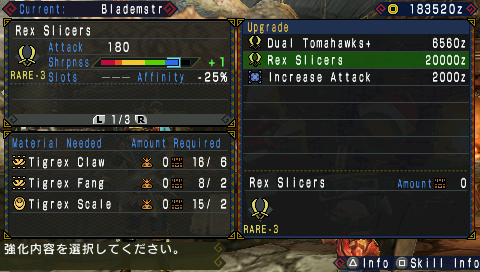 Current: Blademstr
183520z
Rex Slicers
Attack 180
Shrpnss +1
RARE-3 Slots --- Affinity -25%
L 1/3 R
Material Needed Amount Required
Tigrex Claw 0 16/ 6
Tigrex Fang 0 8/ 2
Tigrex Scale 0 15/ 2
Upgrade
Dual Tomahawks+ 6560z
Rex Slicers 20000z
Increase Attack 2000z
Rex Slicers Amount 0
RARE-3
強化内容を選択してください。
Info Skill Info